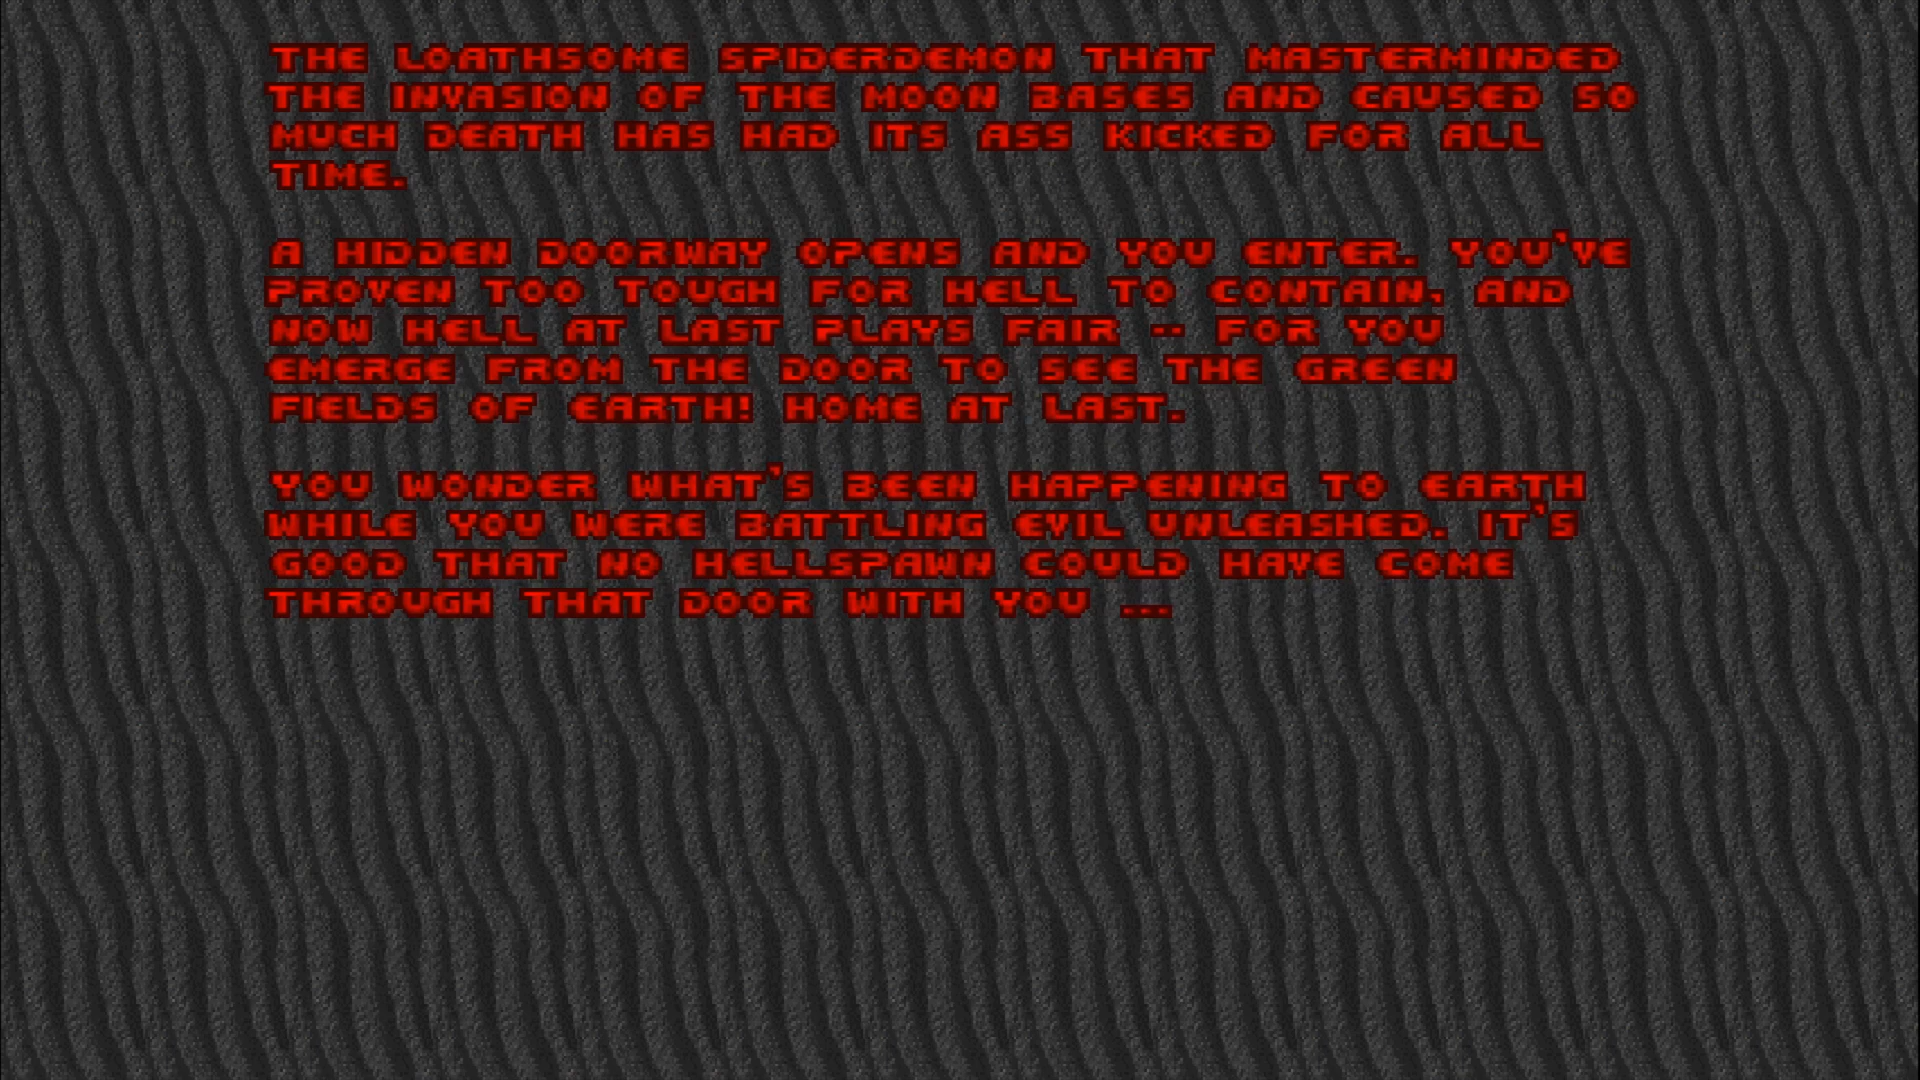 THE LOATHSOME SPIDERDEMON THAT MASTERMINDED
THE INVASION OF THE MOON BASES AND CAUSED SO
MUCH DEATH HAS HAD ITS ASS KICKED FOR ALL
TIME.
A HIDDEN DOORWAY OPENS AND YOU ENTER. YOU'VE
PROVEN TOO TOUGH FOR HELL TO CONTAIN, AND
NOW HELL AT LAST PLAYS FAIR -- FOR YOU
EMERGE FROM THE DOOR TO SEE THE GREEN
FIELDS OF EARTH! HOME AT LAST.
YOU WONDER WHAT'S BEEN HAPPENING TO EARTH
WHILE YOU WERE BATTLING EVIL UNLEASHED. IT'S
GOOD THAT NO HELLSPAWN COULD HAVE COME
THROUGH THAT DOOR WITH YOU ...